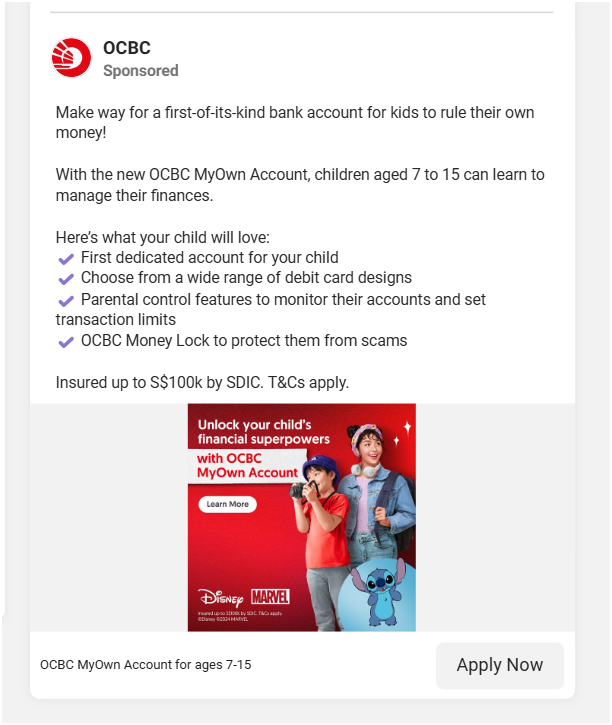 OCBC
Sponsored
Make way for a first-of-its-kind bank account for kids to rule their own
money!
With the new OCBC MyOwn Account, children aged 7 to 15 can learn to
manage their finances.
Here’s what your child will love:
First dedicated account for your child
Choose from a wide range of debit card designs
Parental control features to monitor their accounts and set
transaction limits
OCBC Money Lock to protect them from scams
Insured up to S$100k by SDIC. T&Cs apply.
Unlock your child's
financial superpowers
with OCBC
MyOwn Account
Learn More
Disney MARVEL
Insured up to S$100k by SDIC. T&Cs apply.
©Disney ©2024 MARVEL
OCBC MyOwn Account for ages 7-15
Apply Now